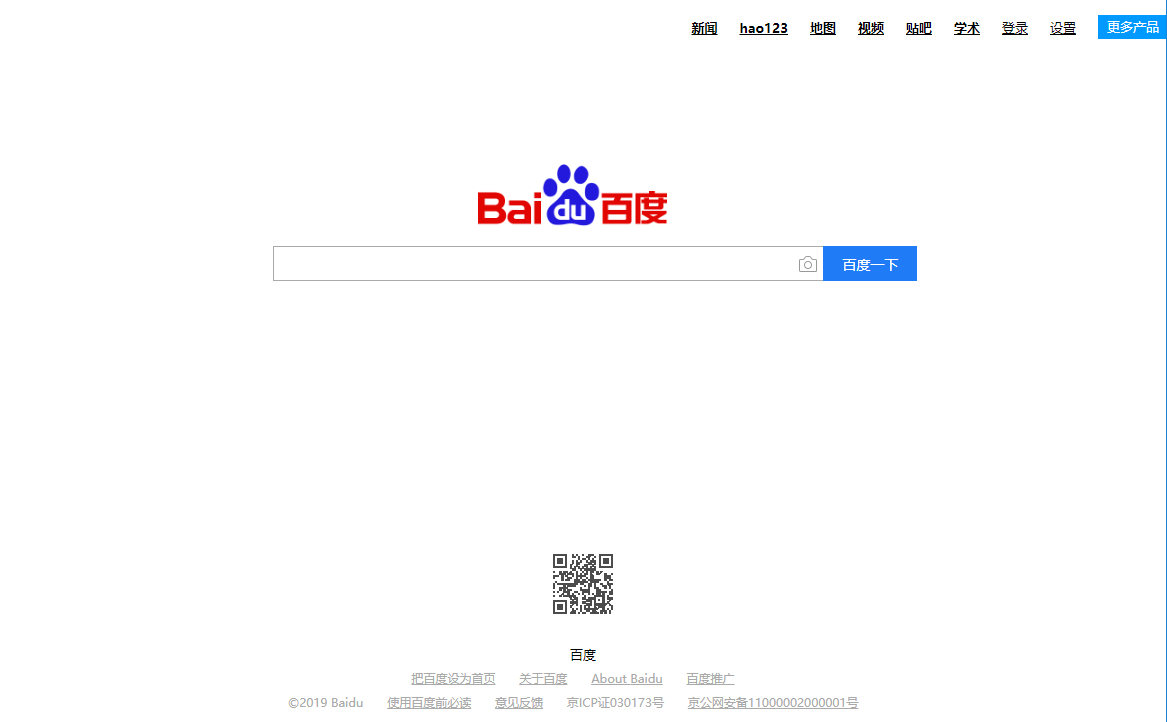 新闻 hao123 地图 视频 贴吧 学术 登录 设置 更多产品
Bai du 百度
百度一下
百度
把百度设为首页 关于百度 About Baidu 百度推广
©2019 Baidu 使用百度前必读 意见反馈 京ICP证030173号 京公网安备11000002000001号